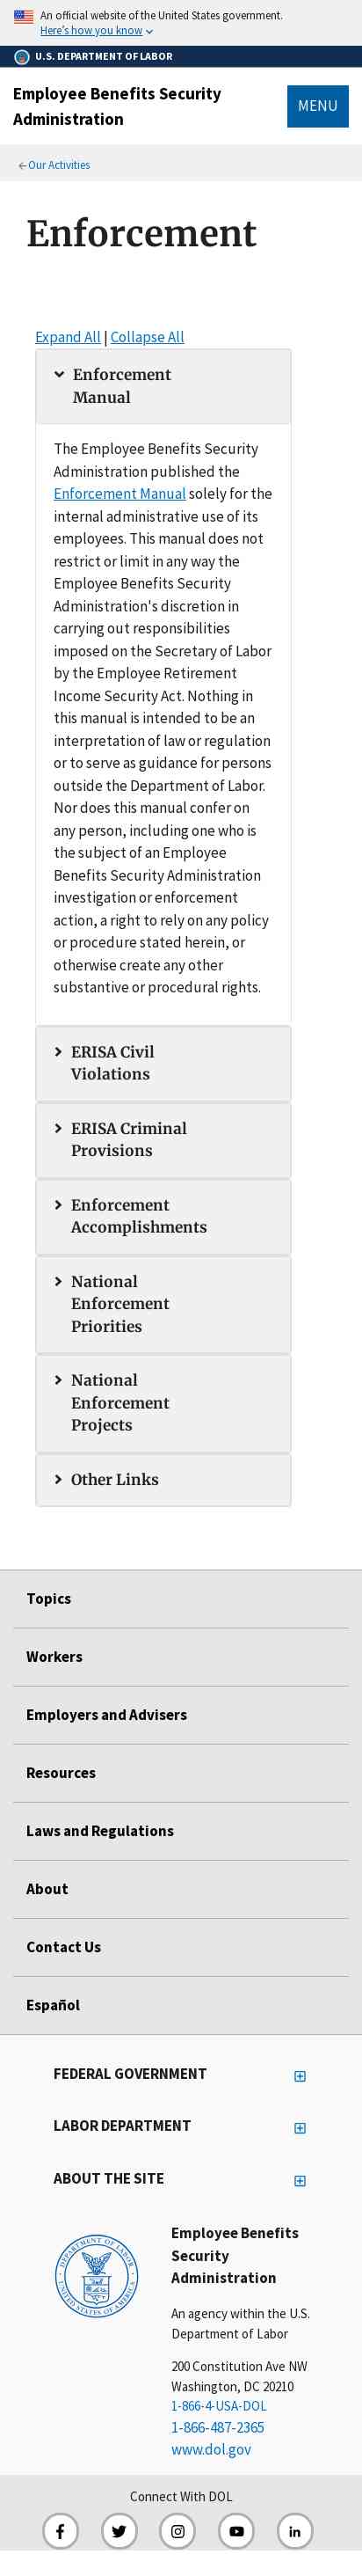 An official website of the United States government.
Here's how you know
U.S. DEPARTMENT OF LABOR
Employee Benefits Security
Administration
MENU
Our Activities
Enforcement
Expand All | Collapse All
Enforcement
Manual
The Employee Benefits Security
Administration published the
Enforcement Manual solely for the
internal administrative use of its
employees. This manual does not
restrict or limit in any way the
Employee Benefits Security
Administration's discretion in
carrying out responsibilities
imposed on the Secretary of Labor
by the Employee Retirement
Income Security Act. Nothing in
this manual is intended to be an
interpretation of law or regulation
or to serve as guidance for persons
outside the Department of Labor.
Nor does this manual confer on
any person, including one who is
the subject of an Employee
Benefits Security Administration
investigation or enforcement
action, a right to rely on any policy
or procedure stated herein, or
otherwise create any other
substantive or procedural rights.
ERISA Civil
Violations
ERISA Criminal
Provisions
Enforcement
Accomplishments
National
Enforcement
Priorities
National
Enforcement
Projects
Other Links
Topics
Workers
Employers and Advisers
Resources
Laws and Regulations
About
Contact Us
Español
FEDERAL GOVERNMENT
LABOR DEPARTMENT
ABOUT THE SITE
DEPARTMENT OF LABOR
UNITED STATES OF AMERICA
Employee Benefits
Security
Administration
An agency within the U.S.
Department of Labor
200 Constitution Ave NW
Washington, DC 20210
1-866-4-USA-DOL
1-866-487-2365
www.dol.gov
Connect With DOL